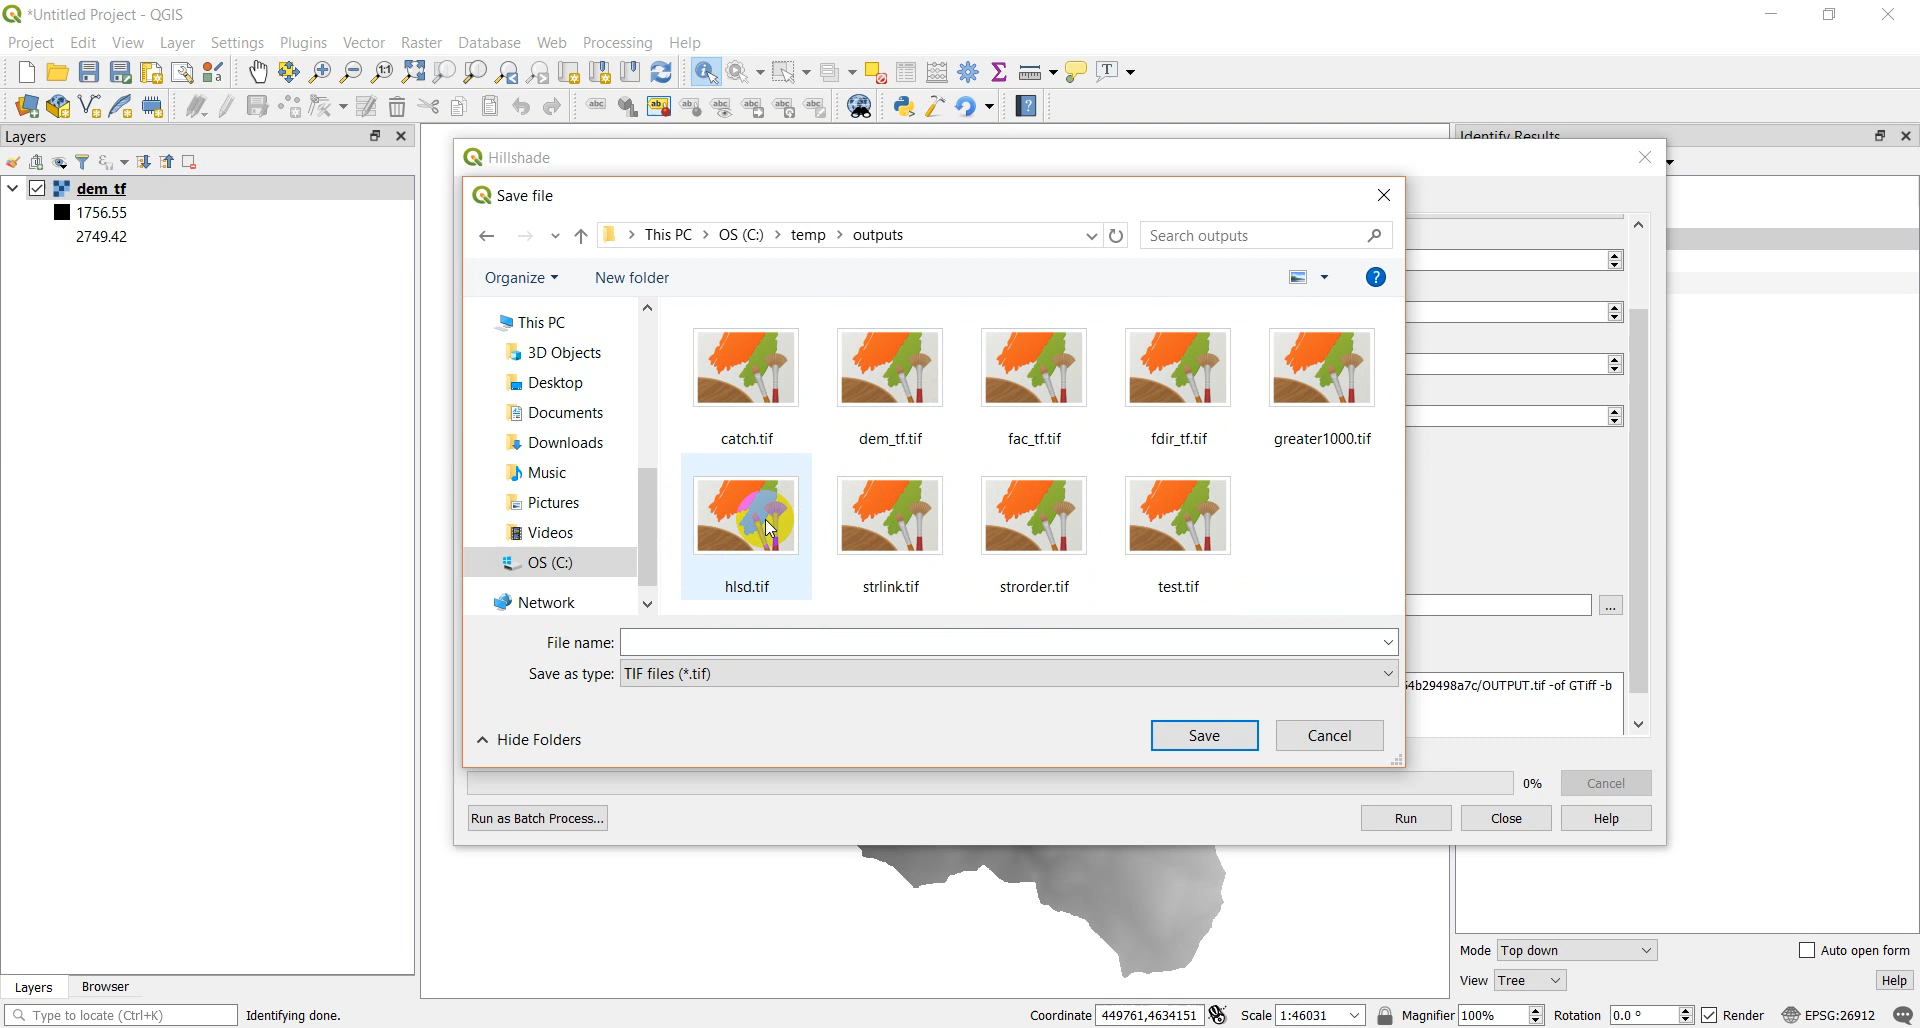 *Untitled Project - QGIS
Project Edit View Layer Settings Plugins Vector Raster Database Web Processing Help
Layers
dem_tf
1756.55
2749.42
Layers Browser
Type to locate (Ctrl+K) Identifying done.
Hillshade
Save file
This PC > OS (C:) > temp > outputs
Search outputs
Organize New folder
This PC
3D Objects
Desktop
Documents
Downloads
Music
Pictures
Videos
OS (C:)
Network
catch.tif dem_tf.tif fac_tf.tif fdir_tf.tif greater1000.tif
hlsd.tif strlink.tif strorder.tif test.tif
File name:
Save as type: TIF files (*.tif)
Hide Folders Save Cancel
...
54b29498a7c/OUTPUT.tif -of GTiff -b
0% Cancel
Run as Batch Process... Run Close Help
Identify Results
Mode Top down Auto open form
View Tree Help
Coordinate 449761,4634151 Scale 1:46031 Magnifier 100% Rotation 0.0 ° Render EPSG:26912